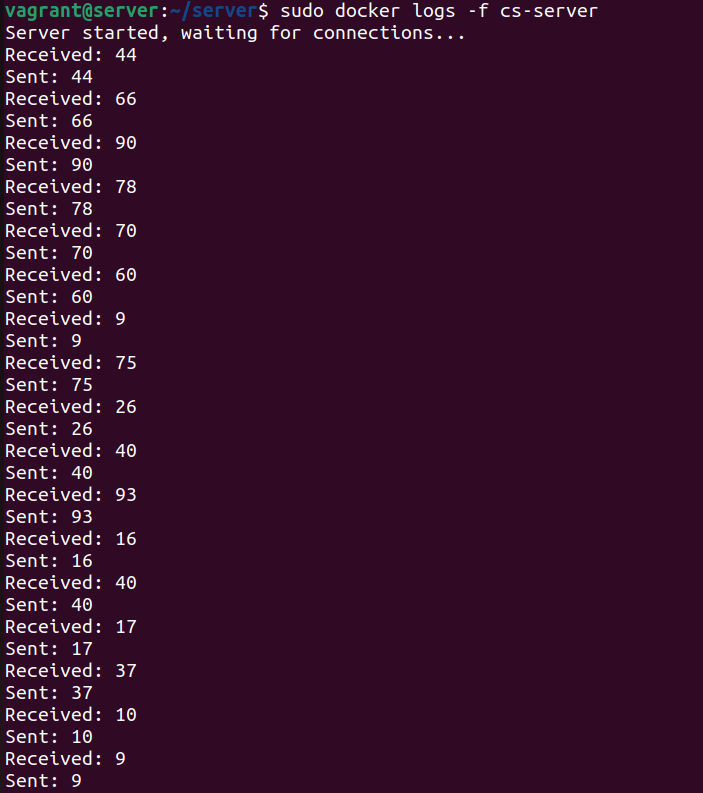 vagrant@server:~/server$ sudo docker logs -f cs-server
Server started, waiting for connections...
Received: 44
Sent: 44
Received: 66
Sent: 66
Received: 90
Sent: 90
Received: 78
Sent: 78
Received: 70
Sent: 70
Received: 60
Sent: 60
Received: 9
Sent: 9
Received: 75
Sent: 75
Received: 26
Sent: 26
Received: 40
Sent: 40
Received: 93
Sent: 93
Received: 16
Sent: 16
Received: 40
Sent: 40
Received: 17
Sent: 17
Received: 37
Sent: 37
Received: 10
Sent: 10
Received: 9
Sent: 9